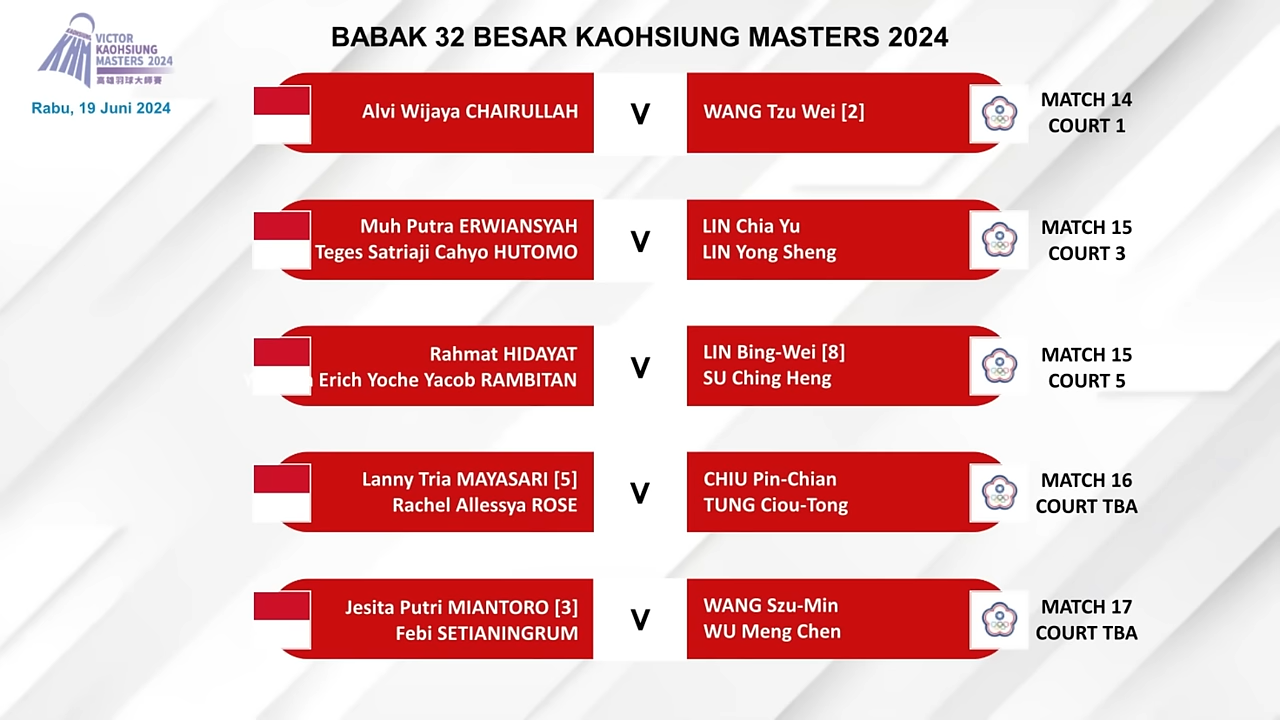 VICTOR
KAOHSIUNG
MASTERS 2024
高雄羽球大師賽
Rabu, 19 Juni 2024
BABAK 32 BESAR KAOHSIUNG MASTERS 2024
Alvi Wijaya CHAIRULLAH
V
WANG Tzu Wei [2]
MATCH 14
COURT 1
Muh Putra ERWIANSYAH
Teges Satriaji Cahyo HUTOMO
V
LIN Chia Yu
LIN Yong Sheng
MATCH 15
COURT 3
Rahmat HIDAYAT
Erich Yoche Yacob RAMBITAN
V
LIN Bing-Wei [8]
SU Ching Heng
MATCH 15
COURT 5
Lanny Tria MAYASARI [5]
Rachel Allessya ROSE
V
CHIU Pin-Chian
TUNG Ciou-Tong
MATCH 16
COURT TBA
Jesita Putri MIANTORO [3]
Febi SETIANINGRUM
V
WANG Szu-Min
WU Meng Chen
MATCH 17
COURT TBA